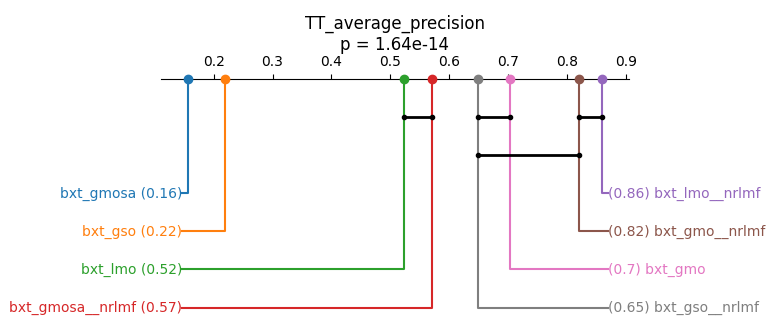 TT_average_precision
p = 1.64e-14
0.2 0.3 0.4 0.5 0.6 0.7 0.8 0.9
bxt_gmosa (0.16) (0.86) bxt_lmo__nrlmf
bxt_gso (0.22) (0.82) bxt_gmo__nrlmf
bxt_lmo (0.52) (0.7) bxt_gmo
bxt_gmosa__nrlmf (0.57) (0.65) bxt_gso__nrlmf